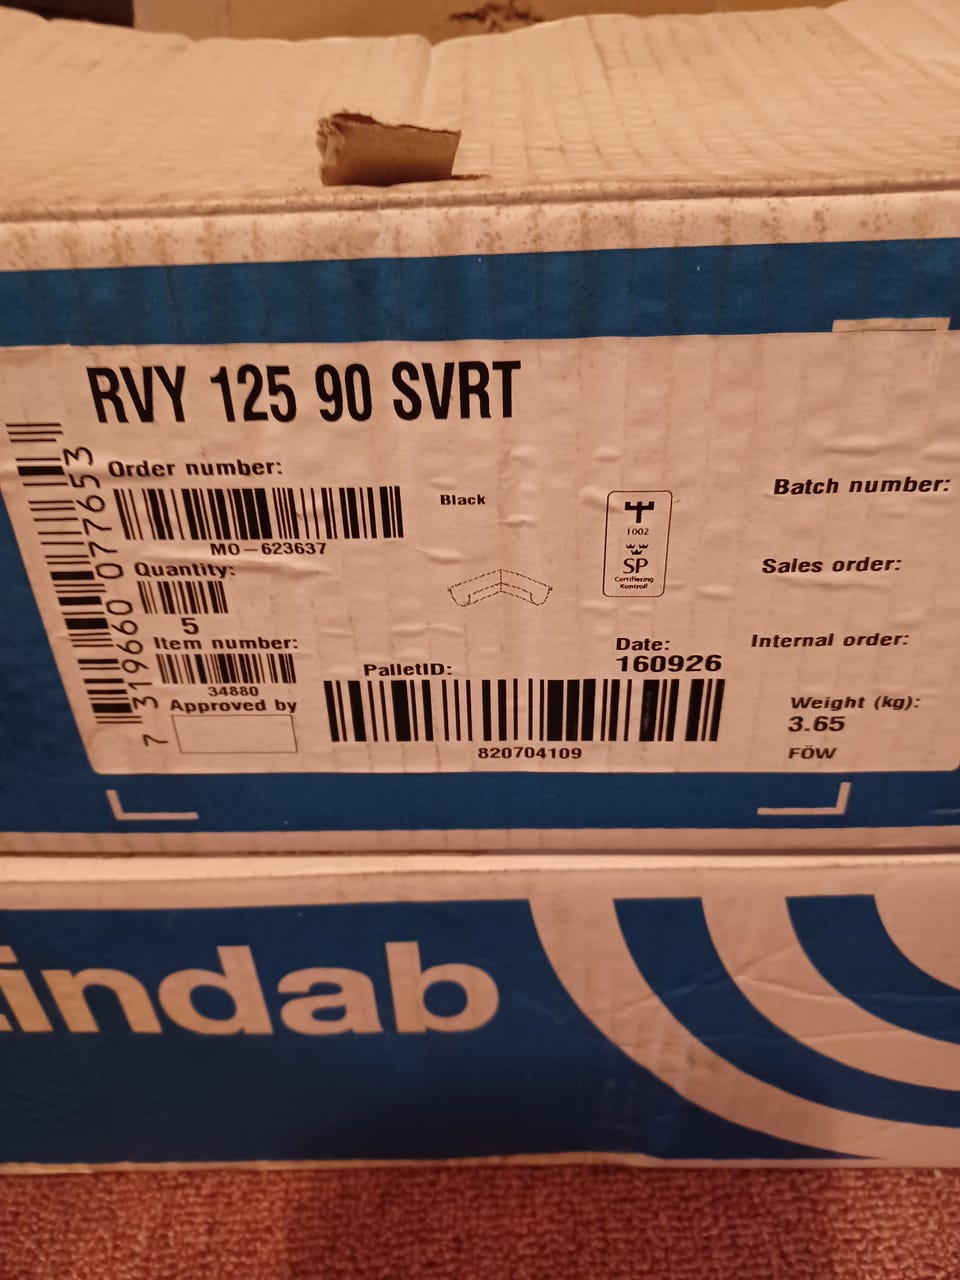 RVY 125 90 SVRT
7 319660 077653
Order number:
MO-623637
Black
Quantity:
5
Item number:
34880
Approved by
PalletID:
820704109
1002
SP
Certifiering
Kontroll
Date:
160926
Batch number:
Sales order:
Internal order:
Weight (kg):
3.65
FÖW
Lindab